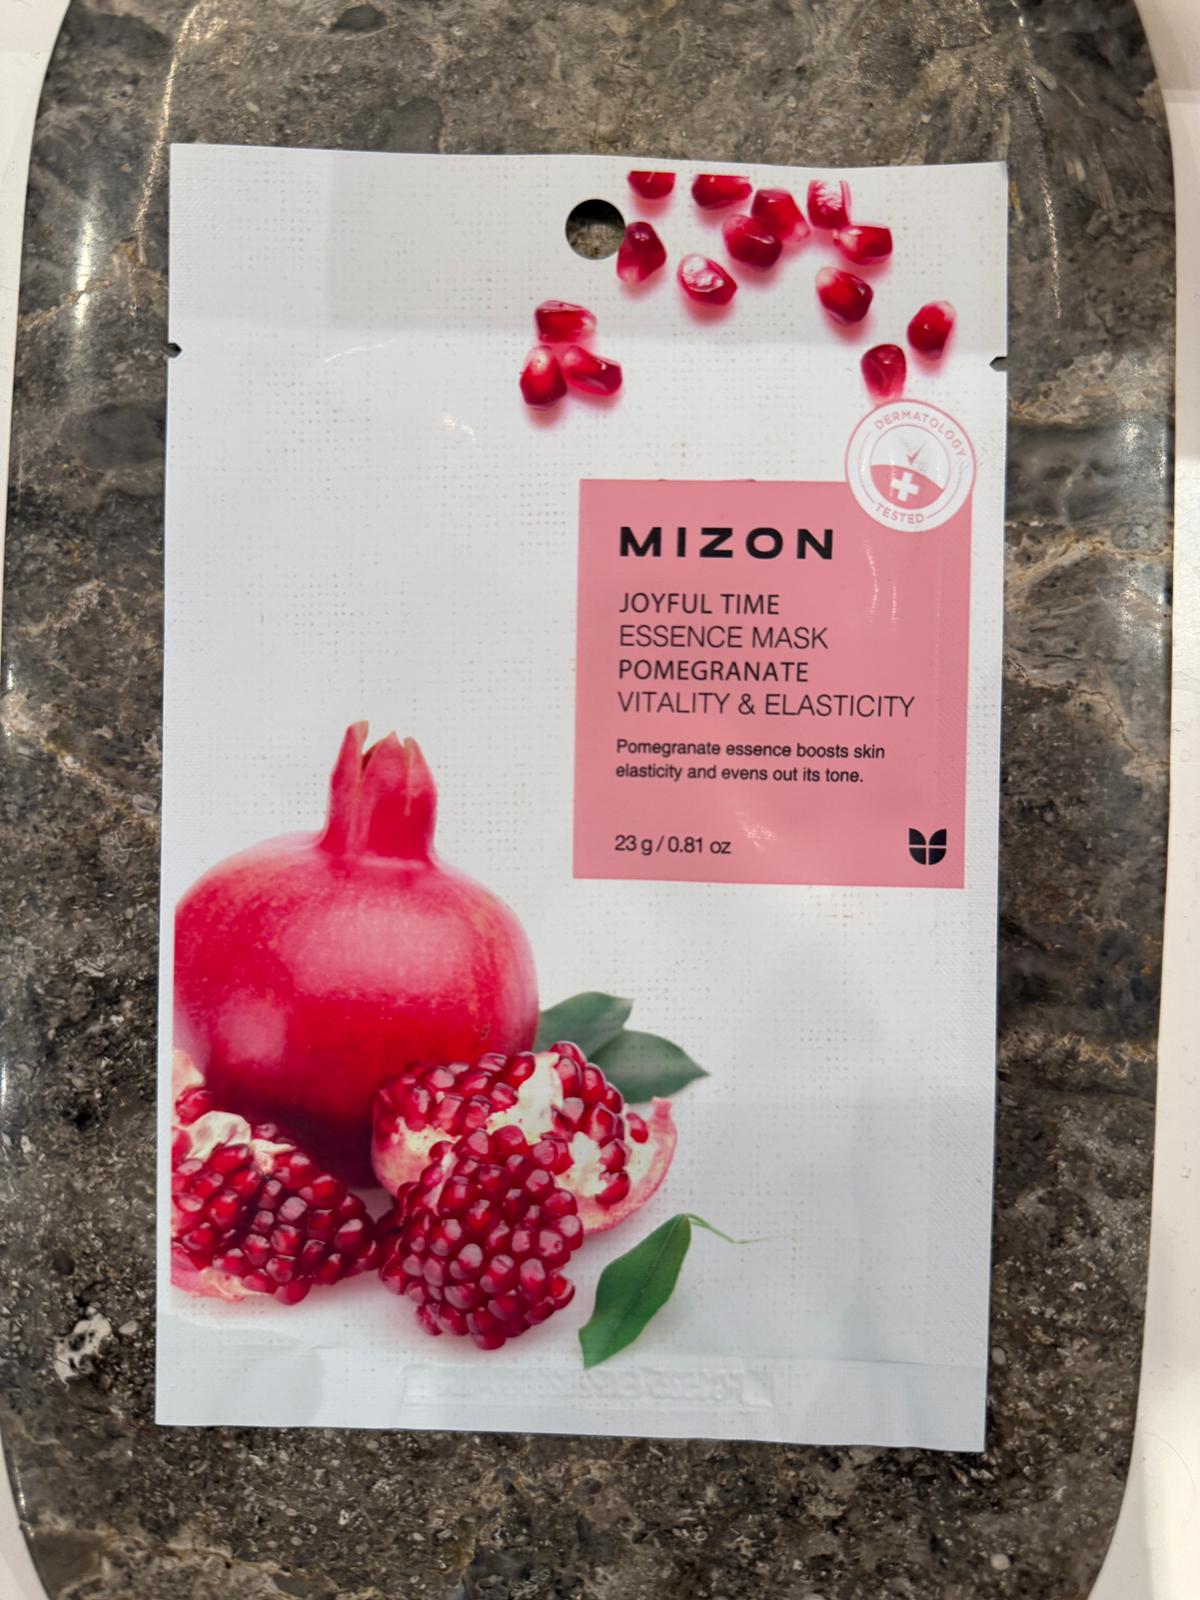 DERMATOLOGY
TESTED
MIZON
JOYFUL TIME
ESSENCE MASK
POMEGRANATE
VITALITY & ELASTICITY
Pomegranate essence boosts skin
elasticity and evens out its tone.
23 g / 0.81 oz